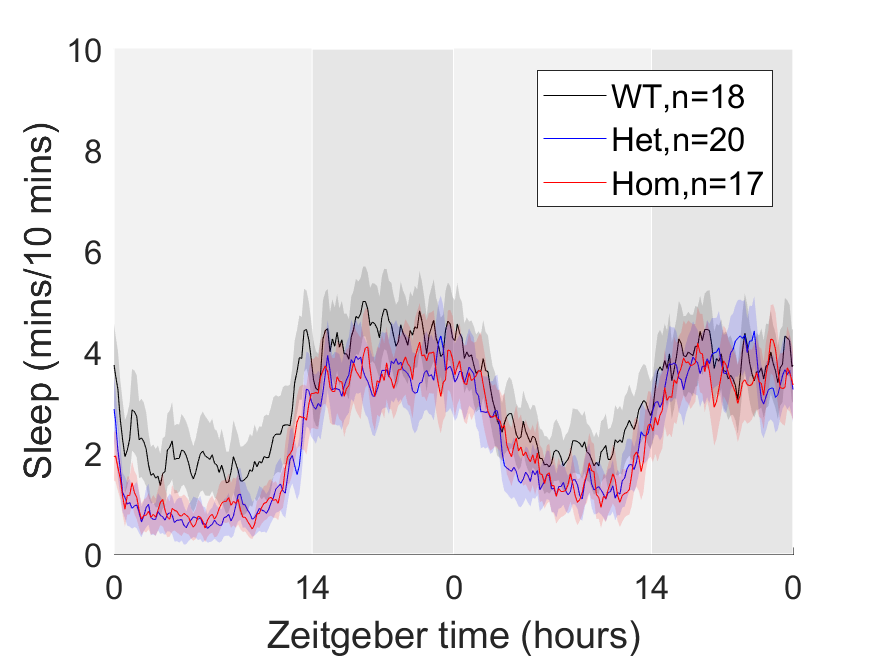 10
8
6
4
2
0
Sleep (mins/10 mins)
WT,n=18
Het,n=20
Hom,n=17
0 14 0 14 0
Zeitgeber time (hours)